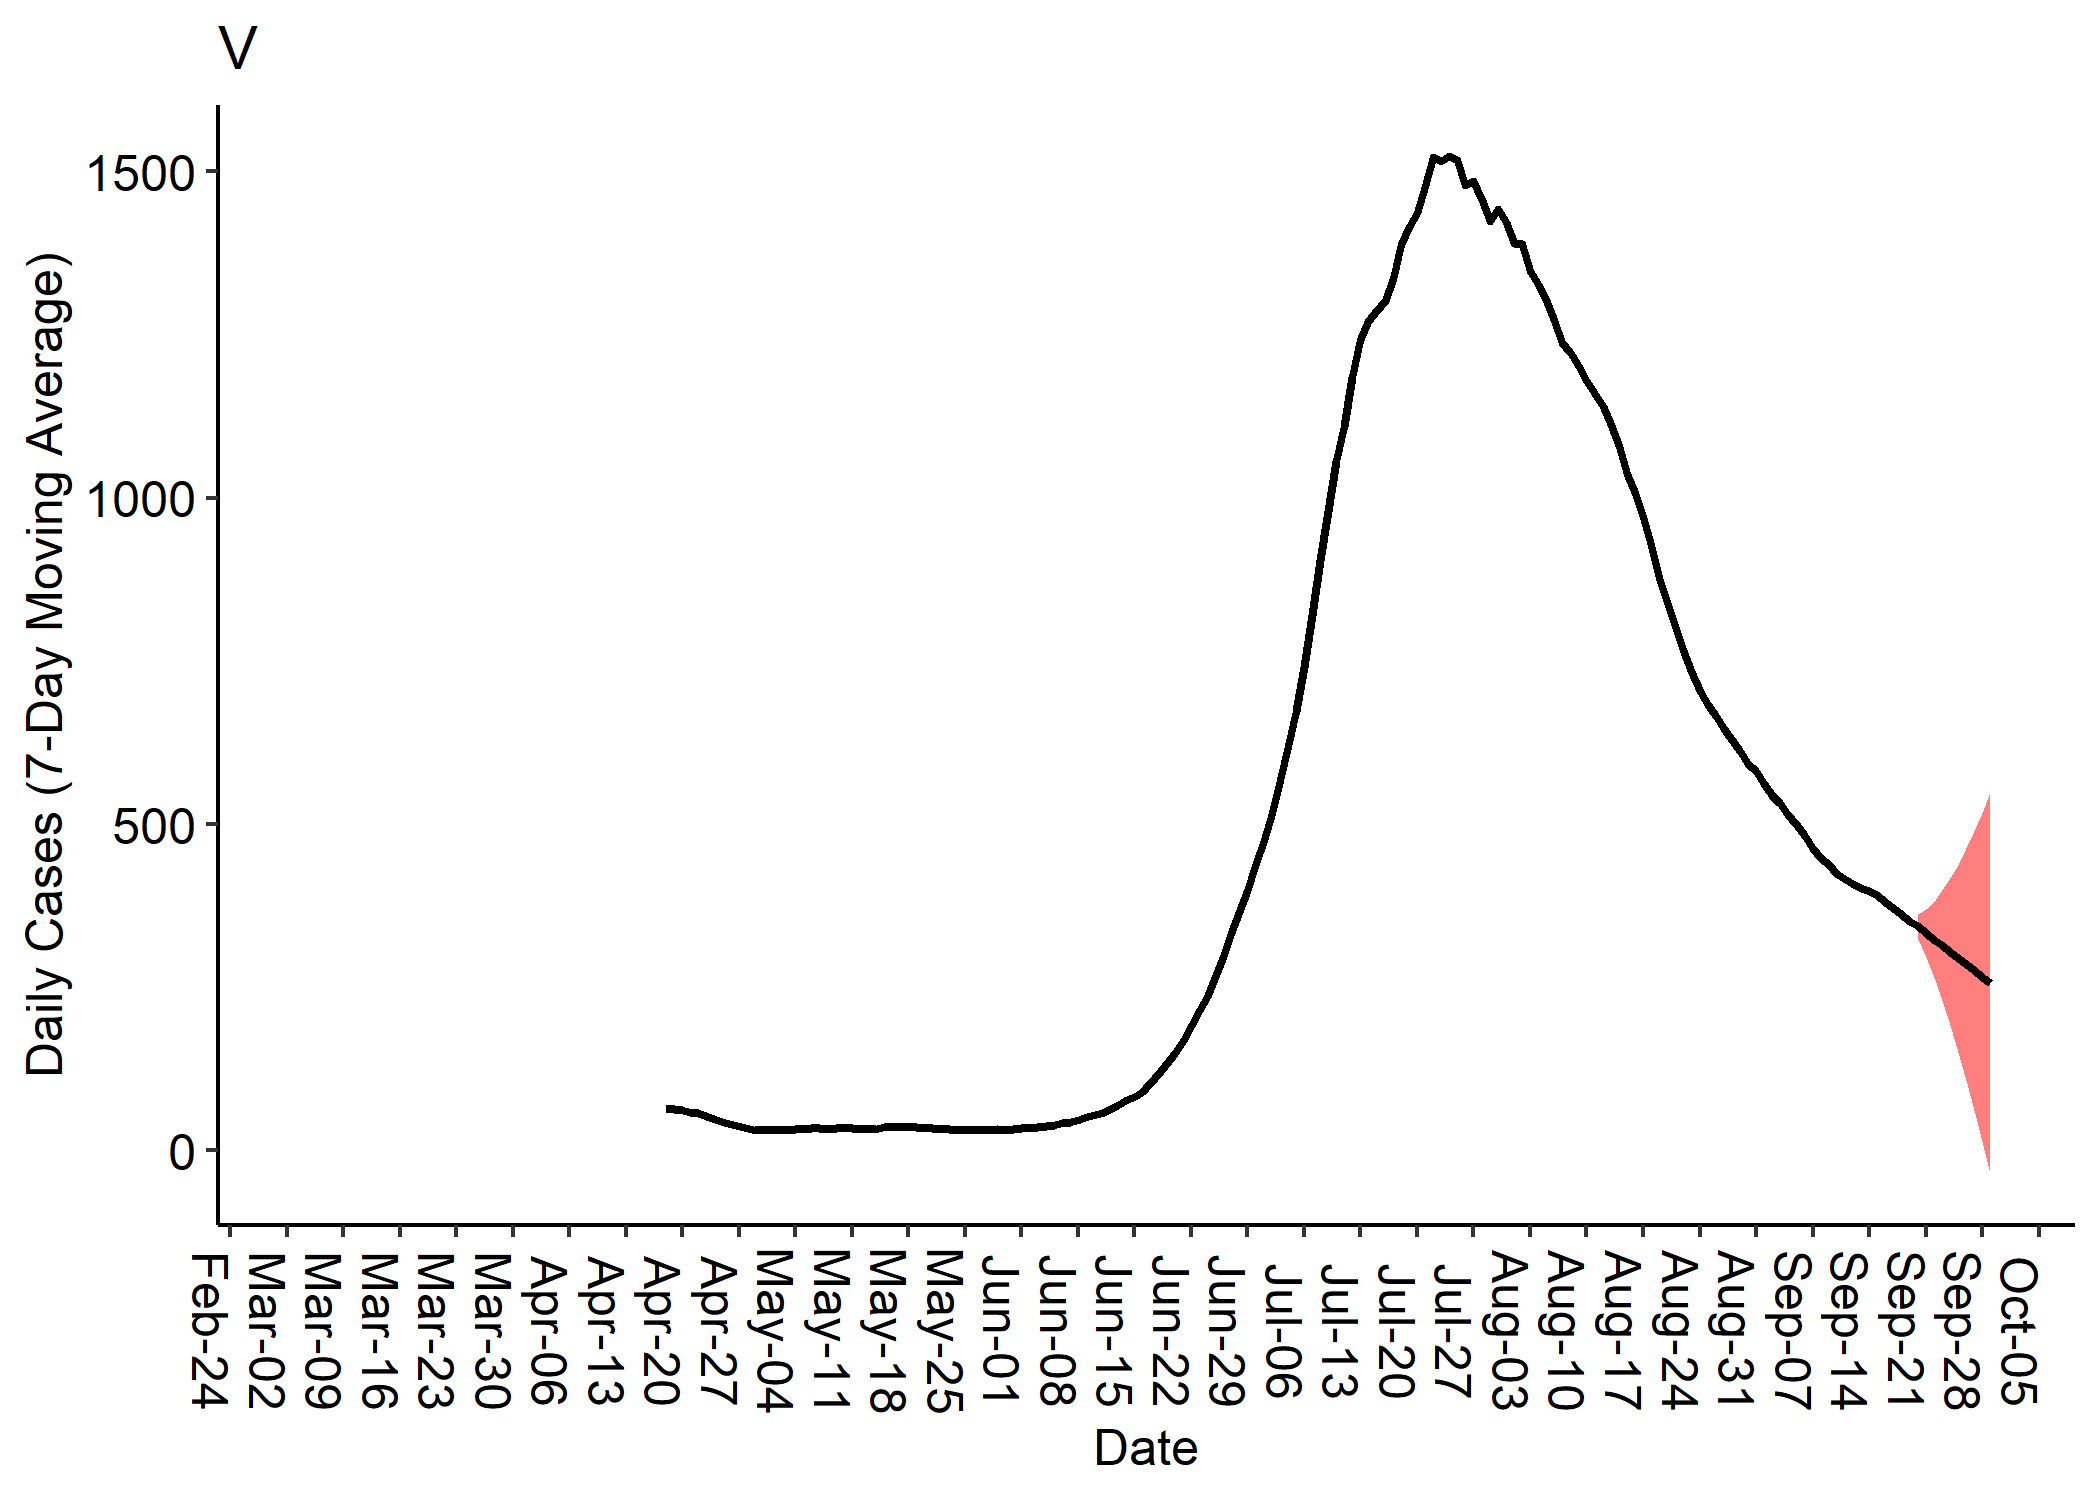 V
Daily Cases (7-Day Moving Average)
1500
1000
500
0
Feb-24
Mar-02
Mar-09
Mar-16
Mar-23
Mar-30
Apr-06
Apr-13
Apr-20
Apr-27
May-04
May-11
May-18
May-25
Jun-01
Jun-08
Jun-15
Jun-22
Jun-29
Jul-06
Jul-13
Jul-20
Jul-27
Aug-03
Aug-10
Aug-17
Aug-24
Aug-31
Sep-07
Sep-14
Sep-21
Sep-28
Oct-05
Date